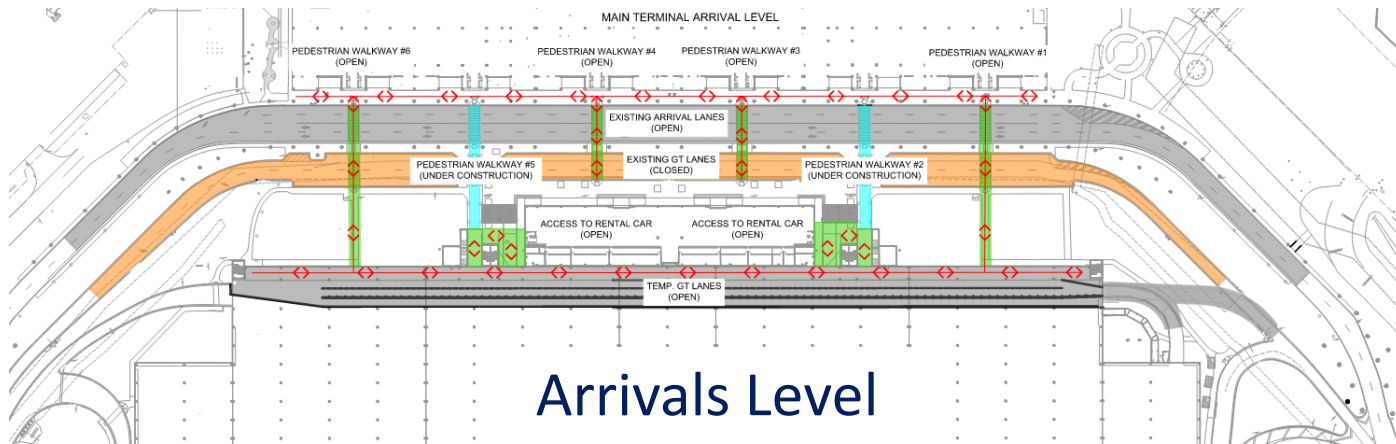 MAIN TERMINAL ARRIVAL LEVEL
PEDESTRIAN WALKWAY #6
(OPEN)
PEDESTRIAN WALKWAY #4
(OPEN)
PEDESTRIAN WALKWAY #3
(OPEN)
PEDESTRIAN WALKWAY #1
(OPEN)
EXISTING ARRIVAL LANES
(OPEN)
PEDESTRIAN WALKWAY #5
(UNDER CONSTRUCTION)
EXISTING GT LANES
(CLOSED)
PEDESTRIAN WALKWAY #2
(UNDER CONSTRUCTION)
ACCESS TO RENTAL CAR
(OPEN)
ACCESS TO RENTAL CAR
(OPEN)
TEMP. GT LANES
(OPEN)
Arrivals Level